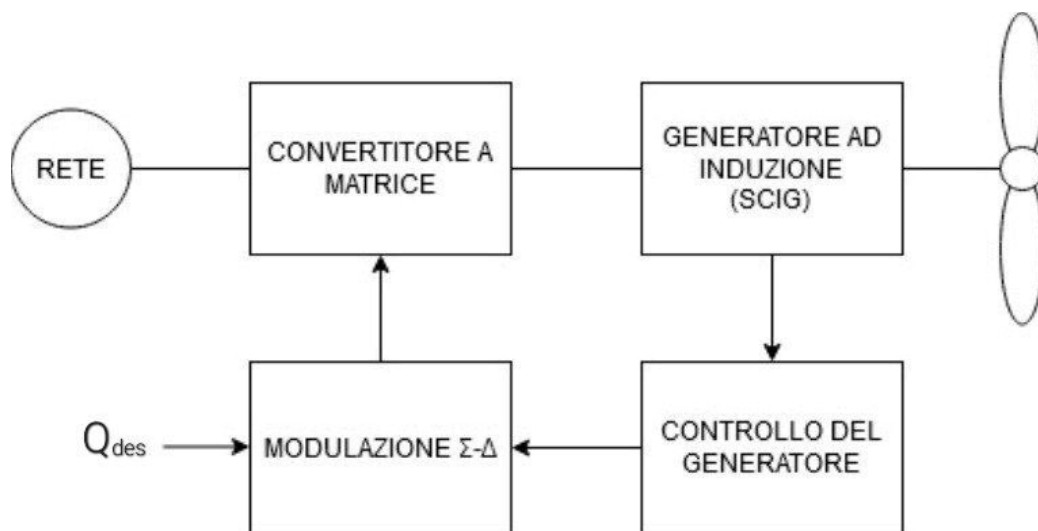 RETE
CONVERTITORE A
MATRICE
GENERATORE AD
INDUZIONE
(SCIG)
Qdes
MODULAZIONE Σ-Δ
CONTROLLO DEL
GENERATORE